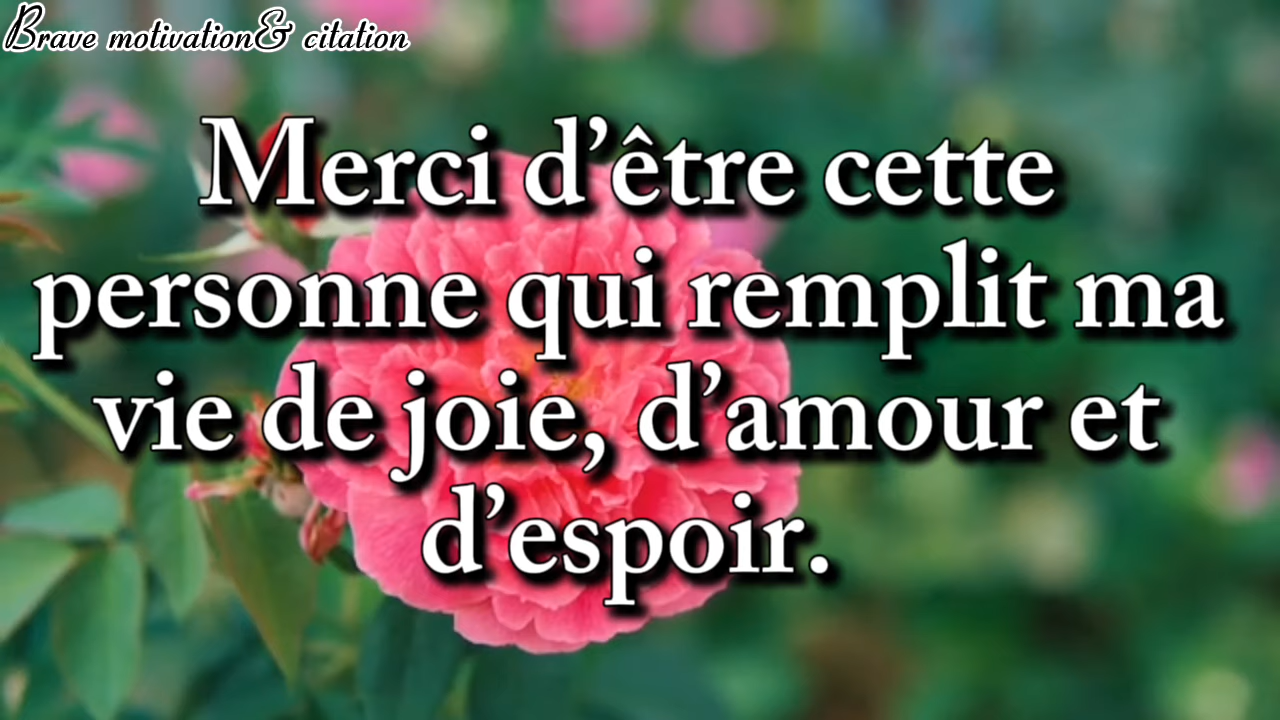 Brave motivation& citation
Merci d’être cette
personne qui remplit ma
vie de joie, d’amour et
d’espoir.